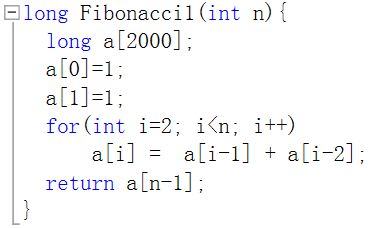 long Fibonacci1(int n){
long a[2000];
a[0]=1;
a[1]=1;
for(int i=2; i<n; i++)
a[i] =  a[i-1] + a[i-2];
return a[n-1];
}